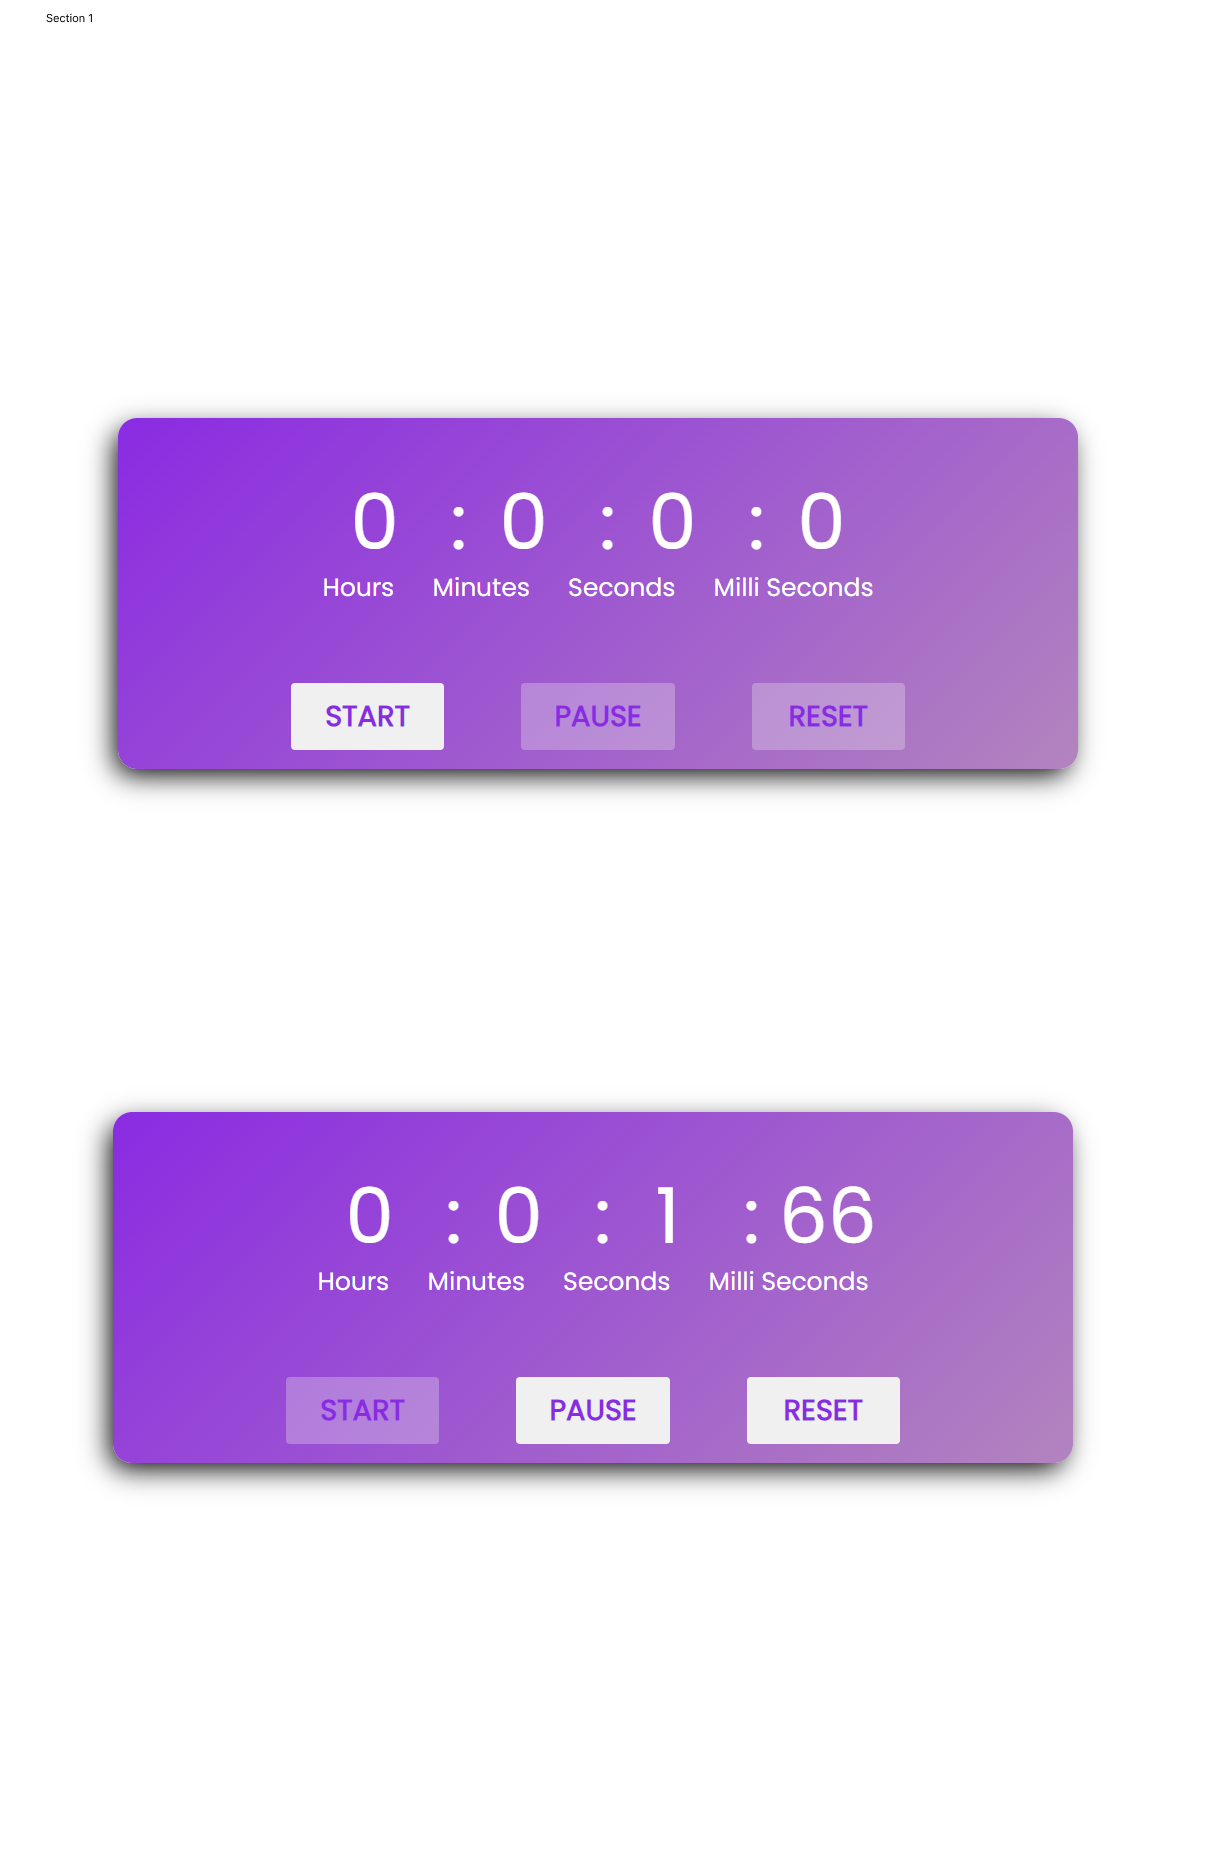 Section 1
0 : 0 : 0 : 0
Hours Minutes Seconds Milli Seconds
START PAUSE RESET
0 : 0 : 1 : 66
Hours Minutes Seconds Milli Seconds
START PAUSE RESET